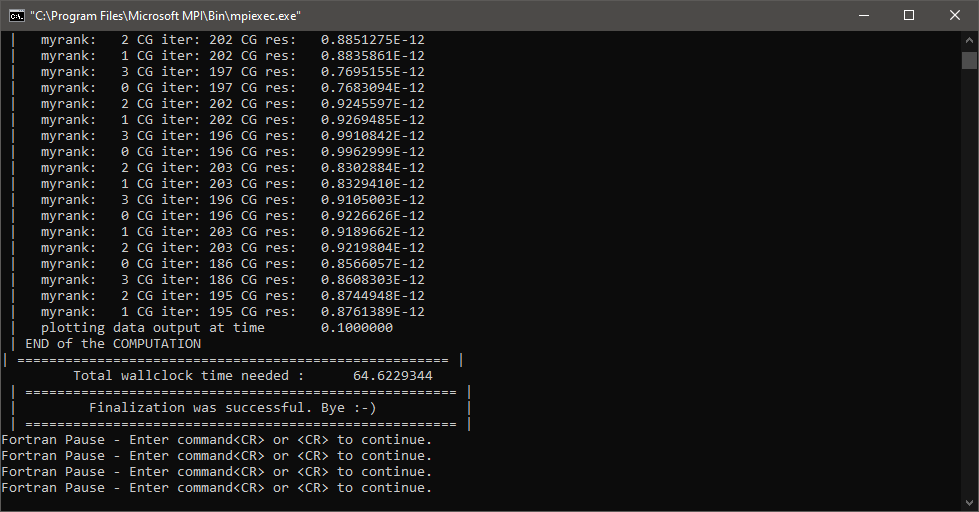 "C:\Program Files\Microsoft MPI\Bin\mpiexec.exe"
| myrank: 2 CG iter: 202 CG res: 0.8851275E-12
| myrank: 1 CG iter: 202 CG res: 0.8835861E-12
| myrank: 3 CG iter: 197 CG res: 0.7695155E-12
| myrank: 0 CG iter: 197 CG res: 0.7683094E-12
| myrank: 2 CG iter: 202 CG res: 0.9245597E-12
| myrank: 1 CG iter: 202 CG res: 0.9269485E-12
| myrank: 3 CG iter: 196 CG res: 0.9910842E-12
| myrank: 0 CG iter: 196 CG res: 0.9962999E-12
| myrank: 2 CG iter: 203 CG res: 0.8302884E-12
| myrank: 1 CG iter: 203 CG res: 0.8329410E-12
| myrank: 3 CG iter: 196 CG res: 0.9105003E-12
| myrank: 0 CG iter: 196 CG res: 0.9226626E-12
| myrank: 1 CG iter: 203 CG res: 0.9189662E-12
| myrank: 2 CG iter: 203 CG res: 0.9219804E-12
| myrank: 0 CG iter: 186 CG res: 0.8566057E-12
| myrank: 3 CG iter: 186 CG res: 0.8608303E-12
| myrank: 2 CG iter: 195 CG res: 0.8744948E-12
| myrank: 1 CG iter: 195 CG res: 0.8761389E-12
| plotting data output at time 0.1000000
| END of the COMPUTATION
| ====================================================== |
Total wallclock time needed : 64.6229344
| ====================================================== |
| Finalization was successful. Bye :-) |
| ====================================================== |
Fortran Pause - Enter command<CR> or <CR> to continue.
Fortran Pause - Enter command<CR> or <CR> to continue.
Fortran Pause - Enter command<CR> or <CR> to continue.
Fortran Pause - Enter command<CR> or <CR> to continue.